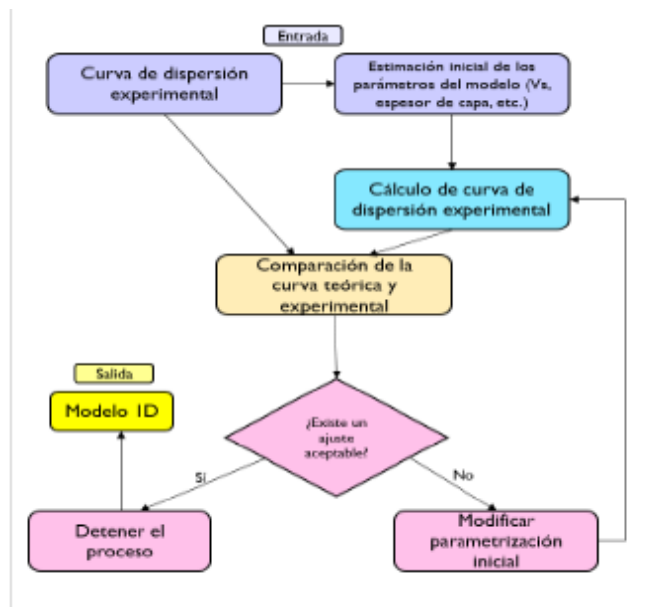 Entrada
Curva de dispersión
experimental
Estimación inicial de los
parámetros del modelo (Vs,
espesor de capa, etc.)
Cálculo de curva de
dispersión experimental
Comparación de la
curva teórica y
experimental
Salida
Modelo 1D
¿Existe un
ajuste
aceptable?
Sí
No
Detener el
proceso
Modificar
parametrización
inicial